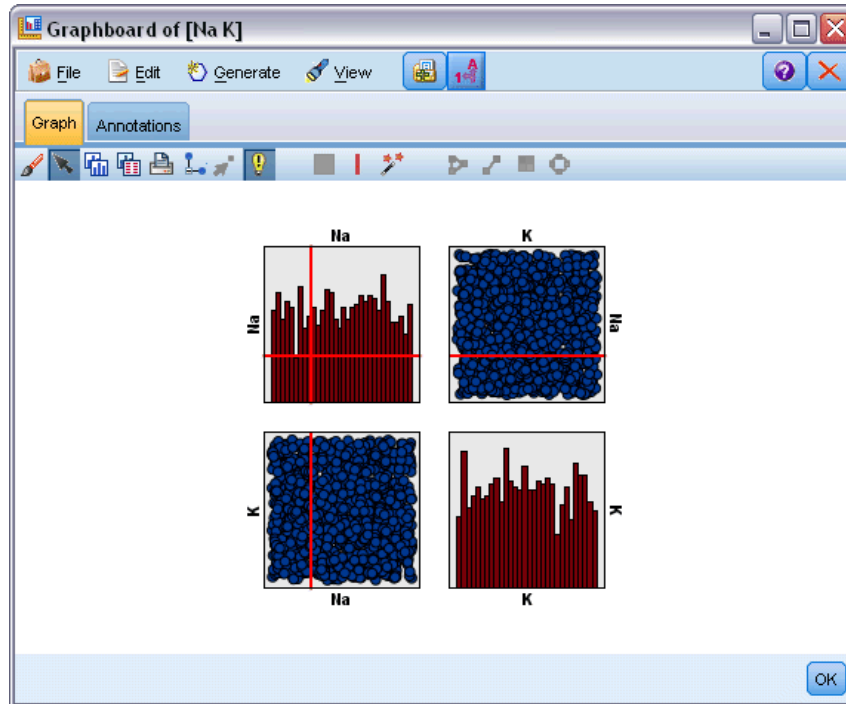 Graphboard of [Na K]
File Edit Generate View
Graph Annotations
Na K
Na Na
K K
Na K
OK